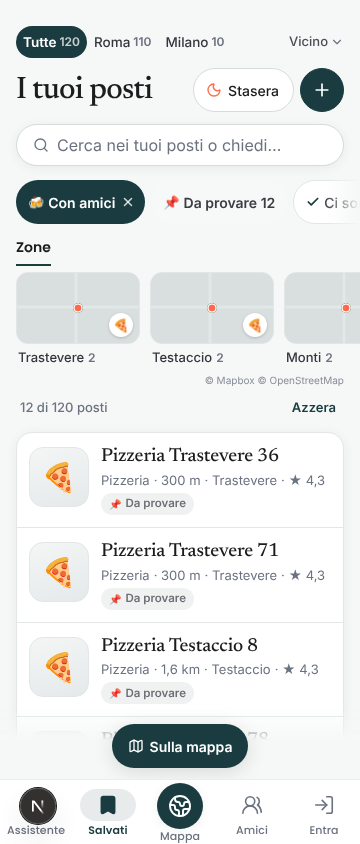 Tutte 120 Roma 110 Milano 10 Vicino
I tuoi posti
Stasera
Cerca nei tuoi posti o chiedi…
Con amici Da provare 12 Ci so
Zone
Trastevere 2 Testaccio 2 Monti 2
© Mapbox © OpenStreetMap
12 di 120 posti Azzera
Pizzeria Trastevere 36
Pizzeria · 300 m · Trastevere · ★ 4,3
Da provare
Pizzeria Trastevere 71
Pizzeria · 300 m · Trastevere · ★ 4,3
Da provare
Pizzeria Testaccio 8
Pizzeria · 1,6 km · Testaccio · ★ 4,3
Da provare
Sulla mappa
N
Assistente Salvati Mappa Amici Entra